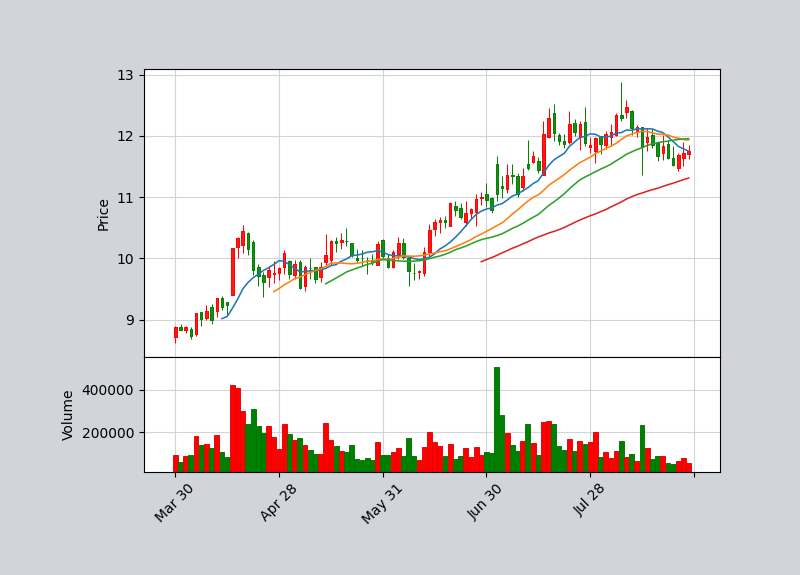 13
12
11
10
9
Price
400000
200000
Volume
Mar 30
Apr 28
May 31
Jun 30
Jul 28